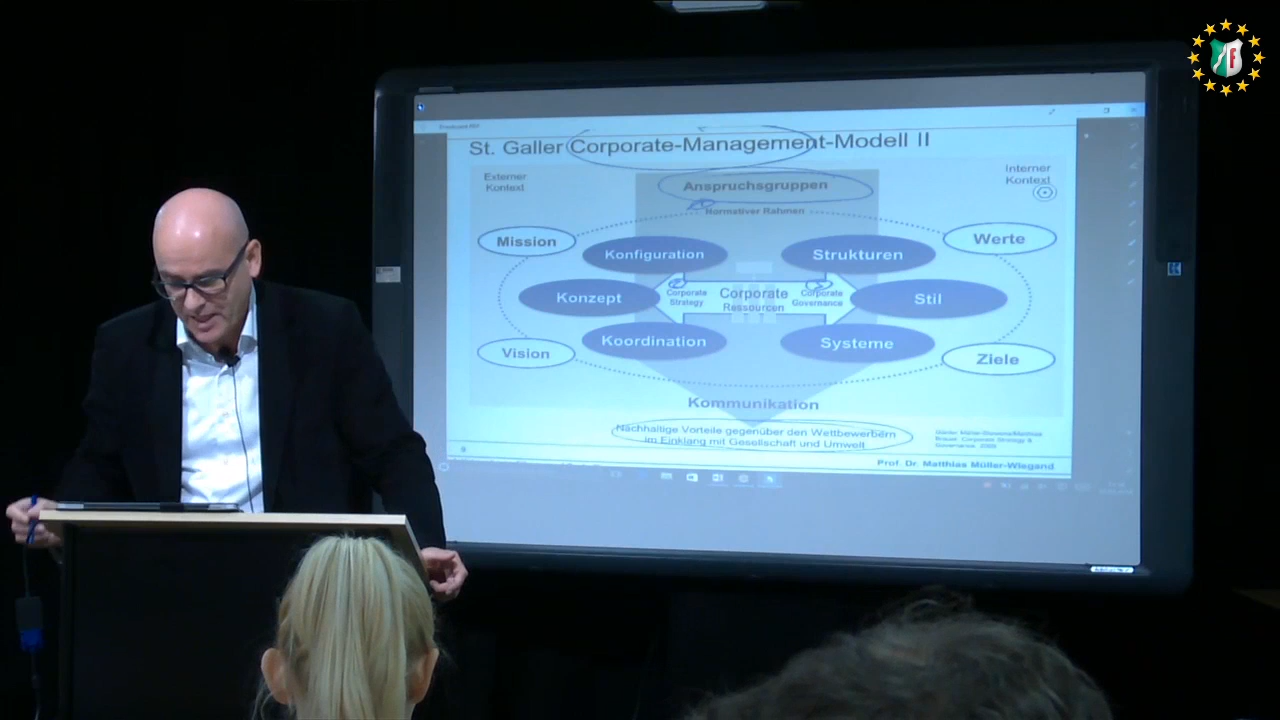 St. Galler Corporate-Management-Modell II
Externer
Kontext
Interner
Kontext
Anspruchsgruppen
Normativer Rahmen
Mission
Werte
Konfiguration
Strukturen
Konzept
Corporate
Strategy
Corporate
Ressourcen
Corporate
Governance
Stil
Koordination
Systeme
Vision
Ziele
Kommunikation
Nachhaltige Vorteile gegenüber den Wettbewerbern
im Einklang mit Gesellschaft und Umwelt
Governance, 2009
Prof. Dr. Matthias Müller-Wiegand
F